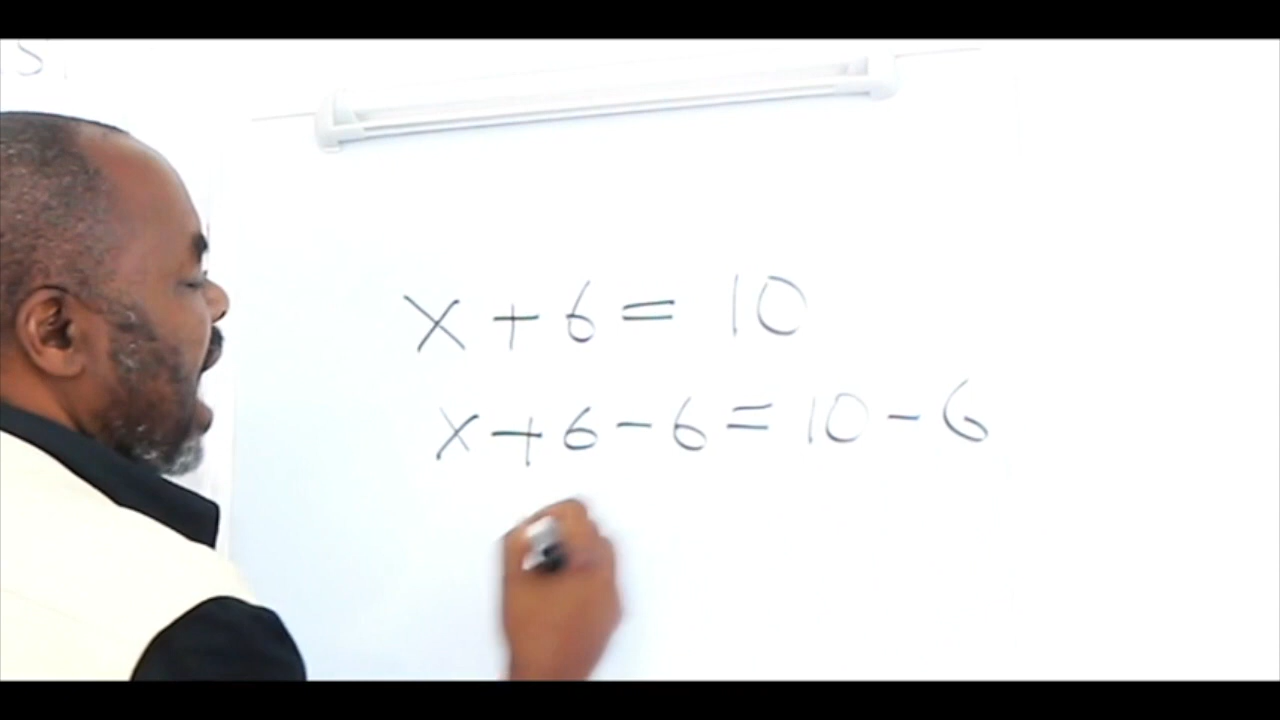 x + 6 = 10
x + 6 - 6 = 10 - 6